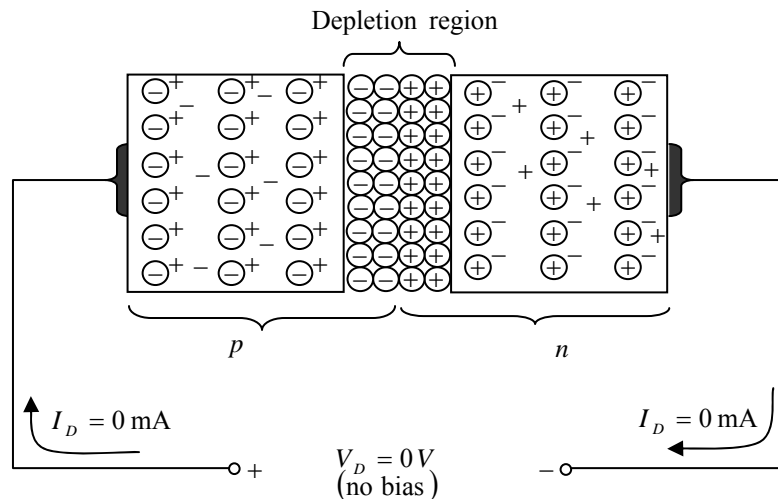 Depletion region
p
n
I_D = 0 mA
I_D = 0 mA
+
V_D = 0 V
−
(no bias)